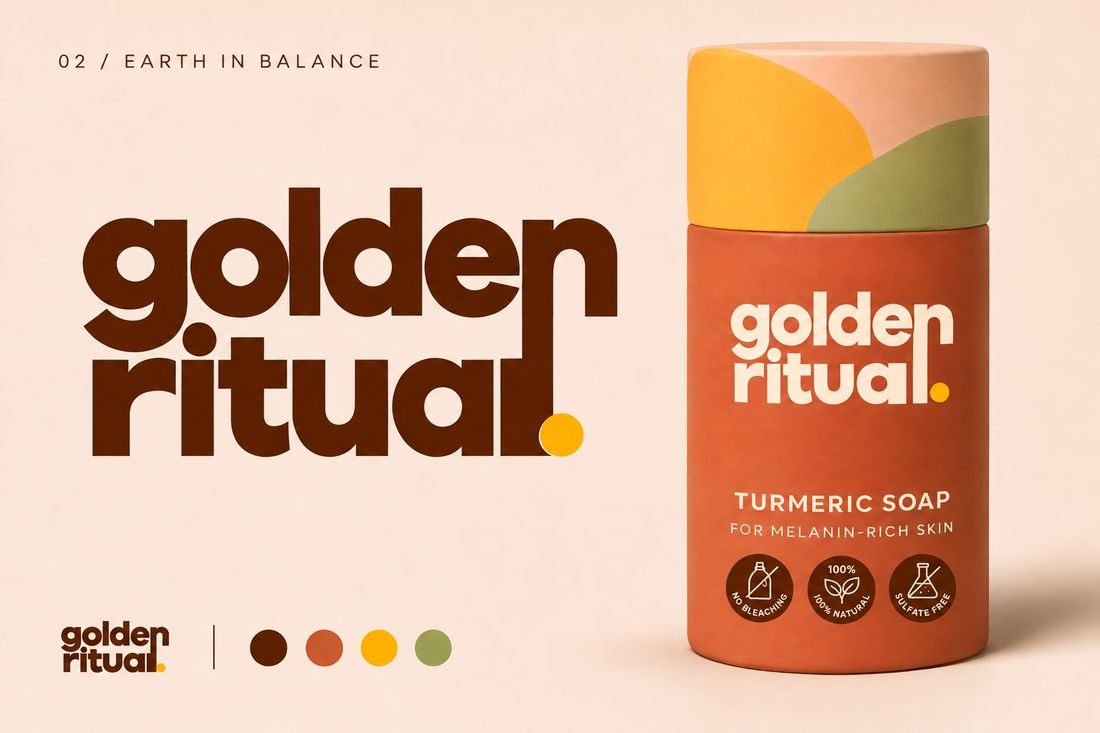 02 / EARTH IN BALANCE
golden
ritual.
golden
ritual.
TURMERIC SOAP
FOR MELANIN-RICH SKIN
NO BLEACHING
100%
100% NATURAL
SULFATE FREE
golden
ritual.